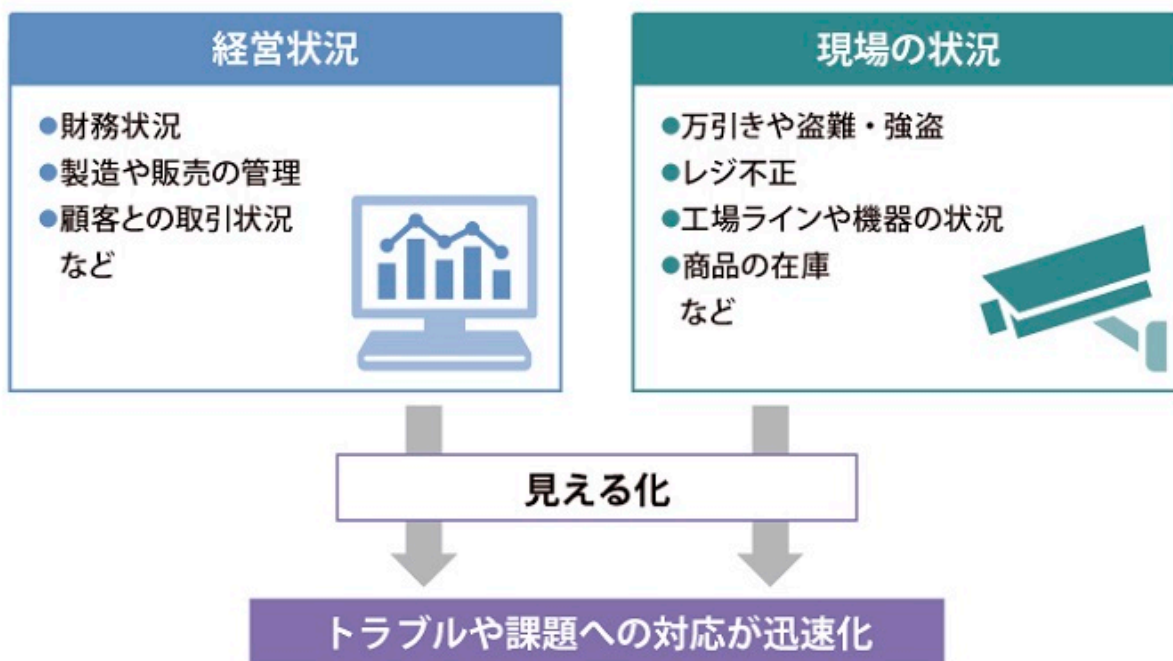 経営状況
●財務状況
●製造や販売の管理
●顧客との取引状況
など
現場の状況
●万引きや盗難・強盗
●レジ不正
●工場ラインや機器の状況
●商品の在庫
など
見える化
トラブルや課題への対応が迅速化